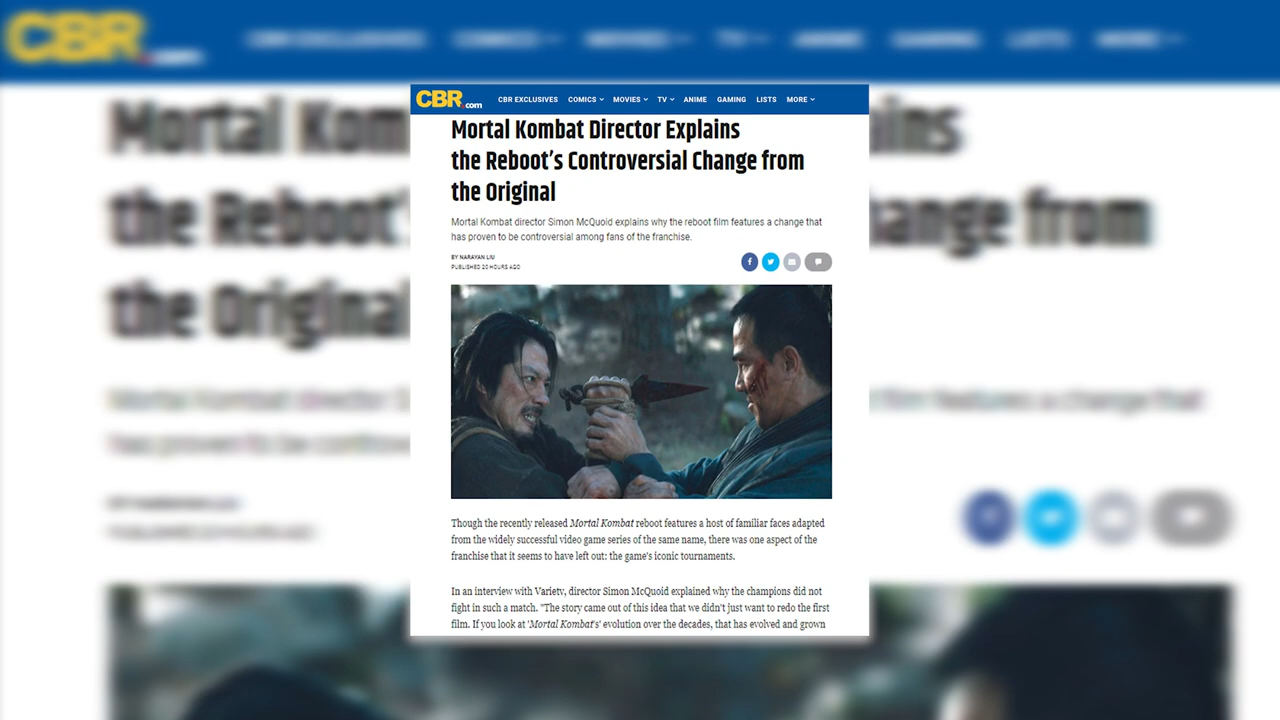 CBR.com CBR EXCLUSIVES COMICS MOVIES TV ANIME GAMING LISTS MORE
Mortal Kombat Director Explains
the Reboot’s Controversial Change from
the Original
Mortal Kombat director Simon McQuoid explains why the reboot film features a change that
has proven to be controversial among fans of the franchise.
BY NARAYAN LIU
PUBLISHED 20 HOURS AGO
Though the recently released Mortal Kombat reboot features a host of familiar faces adapted
from the widely successful video game series of the same name, there was one aspect of the
franchise that it seems to have left out: the game's iconic tournaments.
In an interview with Variety, director Simon McQuoid explained why the champions did not
fight in such a match. "The story came out of this idea that we didn't just want to redo the first
film. If you look at 'Mortal Kombat's' evolution over the decades, that has evolved and grown